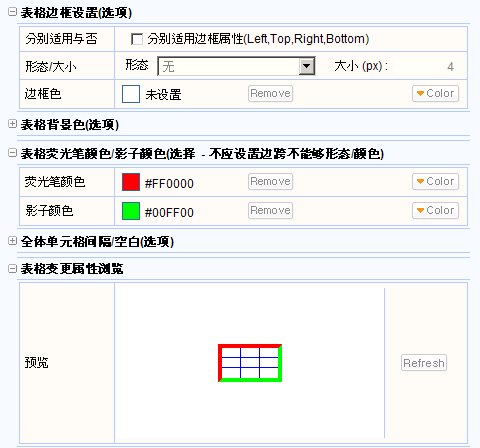 表格边框设置(选项)
分别适用与否 分别适用边框属性(Left,Top,Right,Bottom)
形态/大小 形态 无 大小 (px) : 4
边框色 未设置 Remove Color
表格背景色(选项)
表格荧光笔颜色/影子颜色(选择 - 不应设置边跨不能够形态/颜色)
荧光笔颜色 #FF0000 Remove Color
影子颜色 #00FF00 Remove Color
全体单元格间隔/空白(选项)
表格变更属性浏览
预览 Refresh